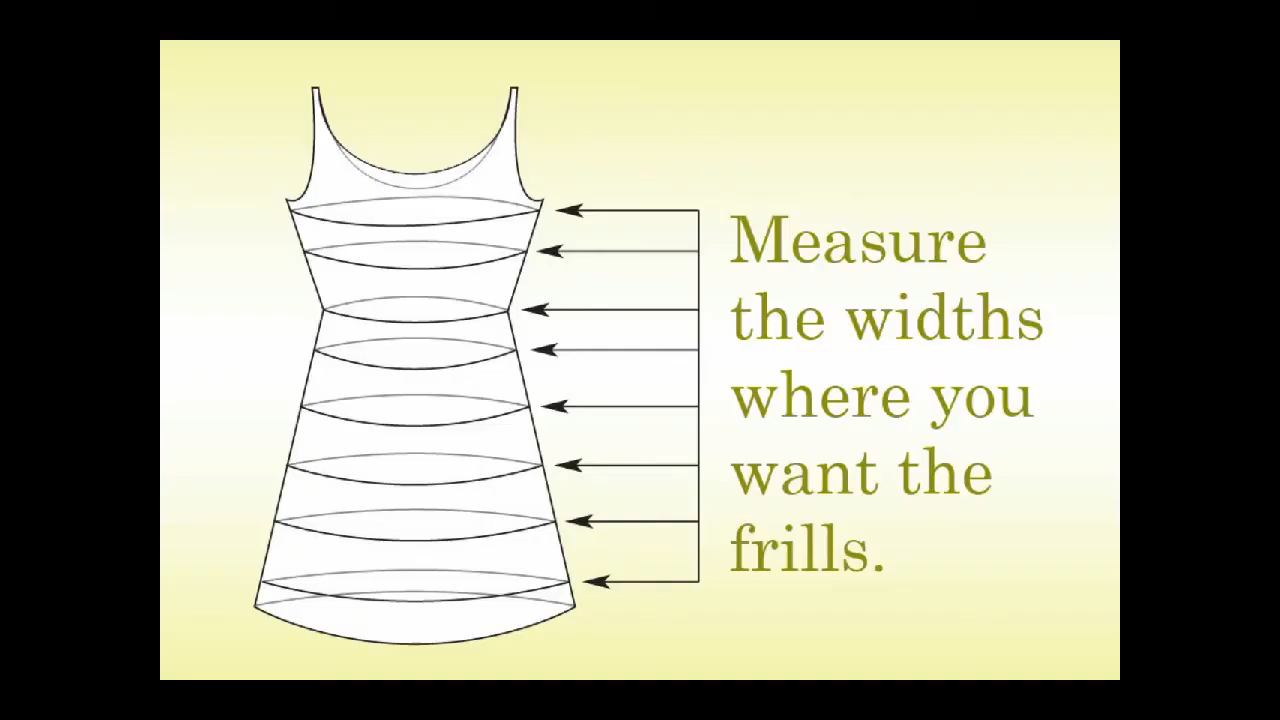 Measure
the widths
where you
want the
frills.